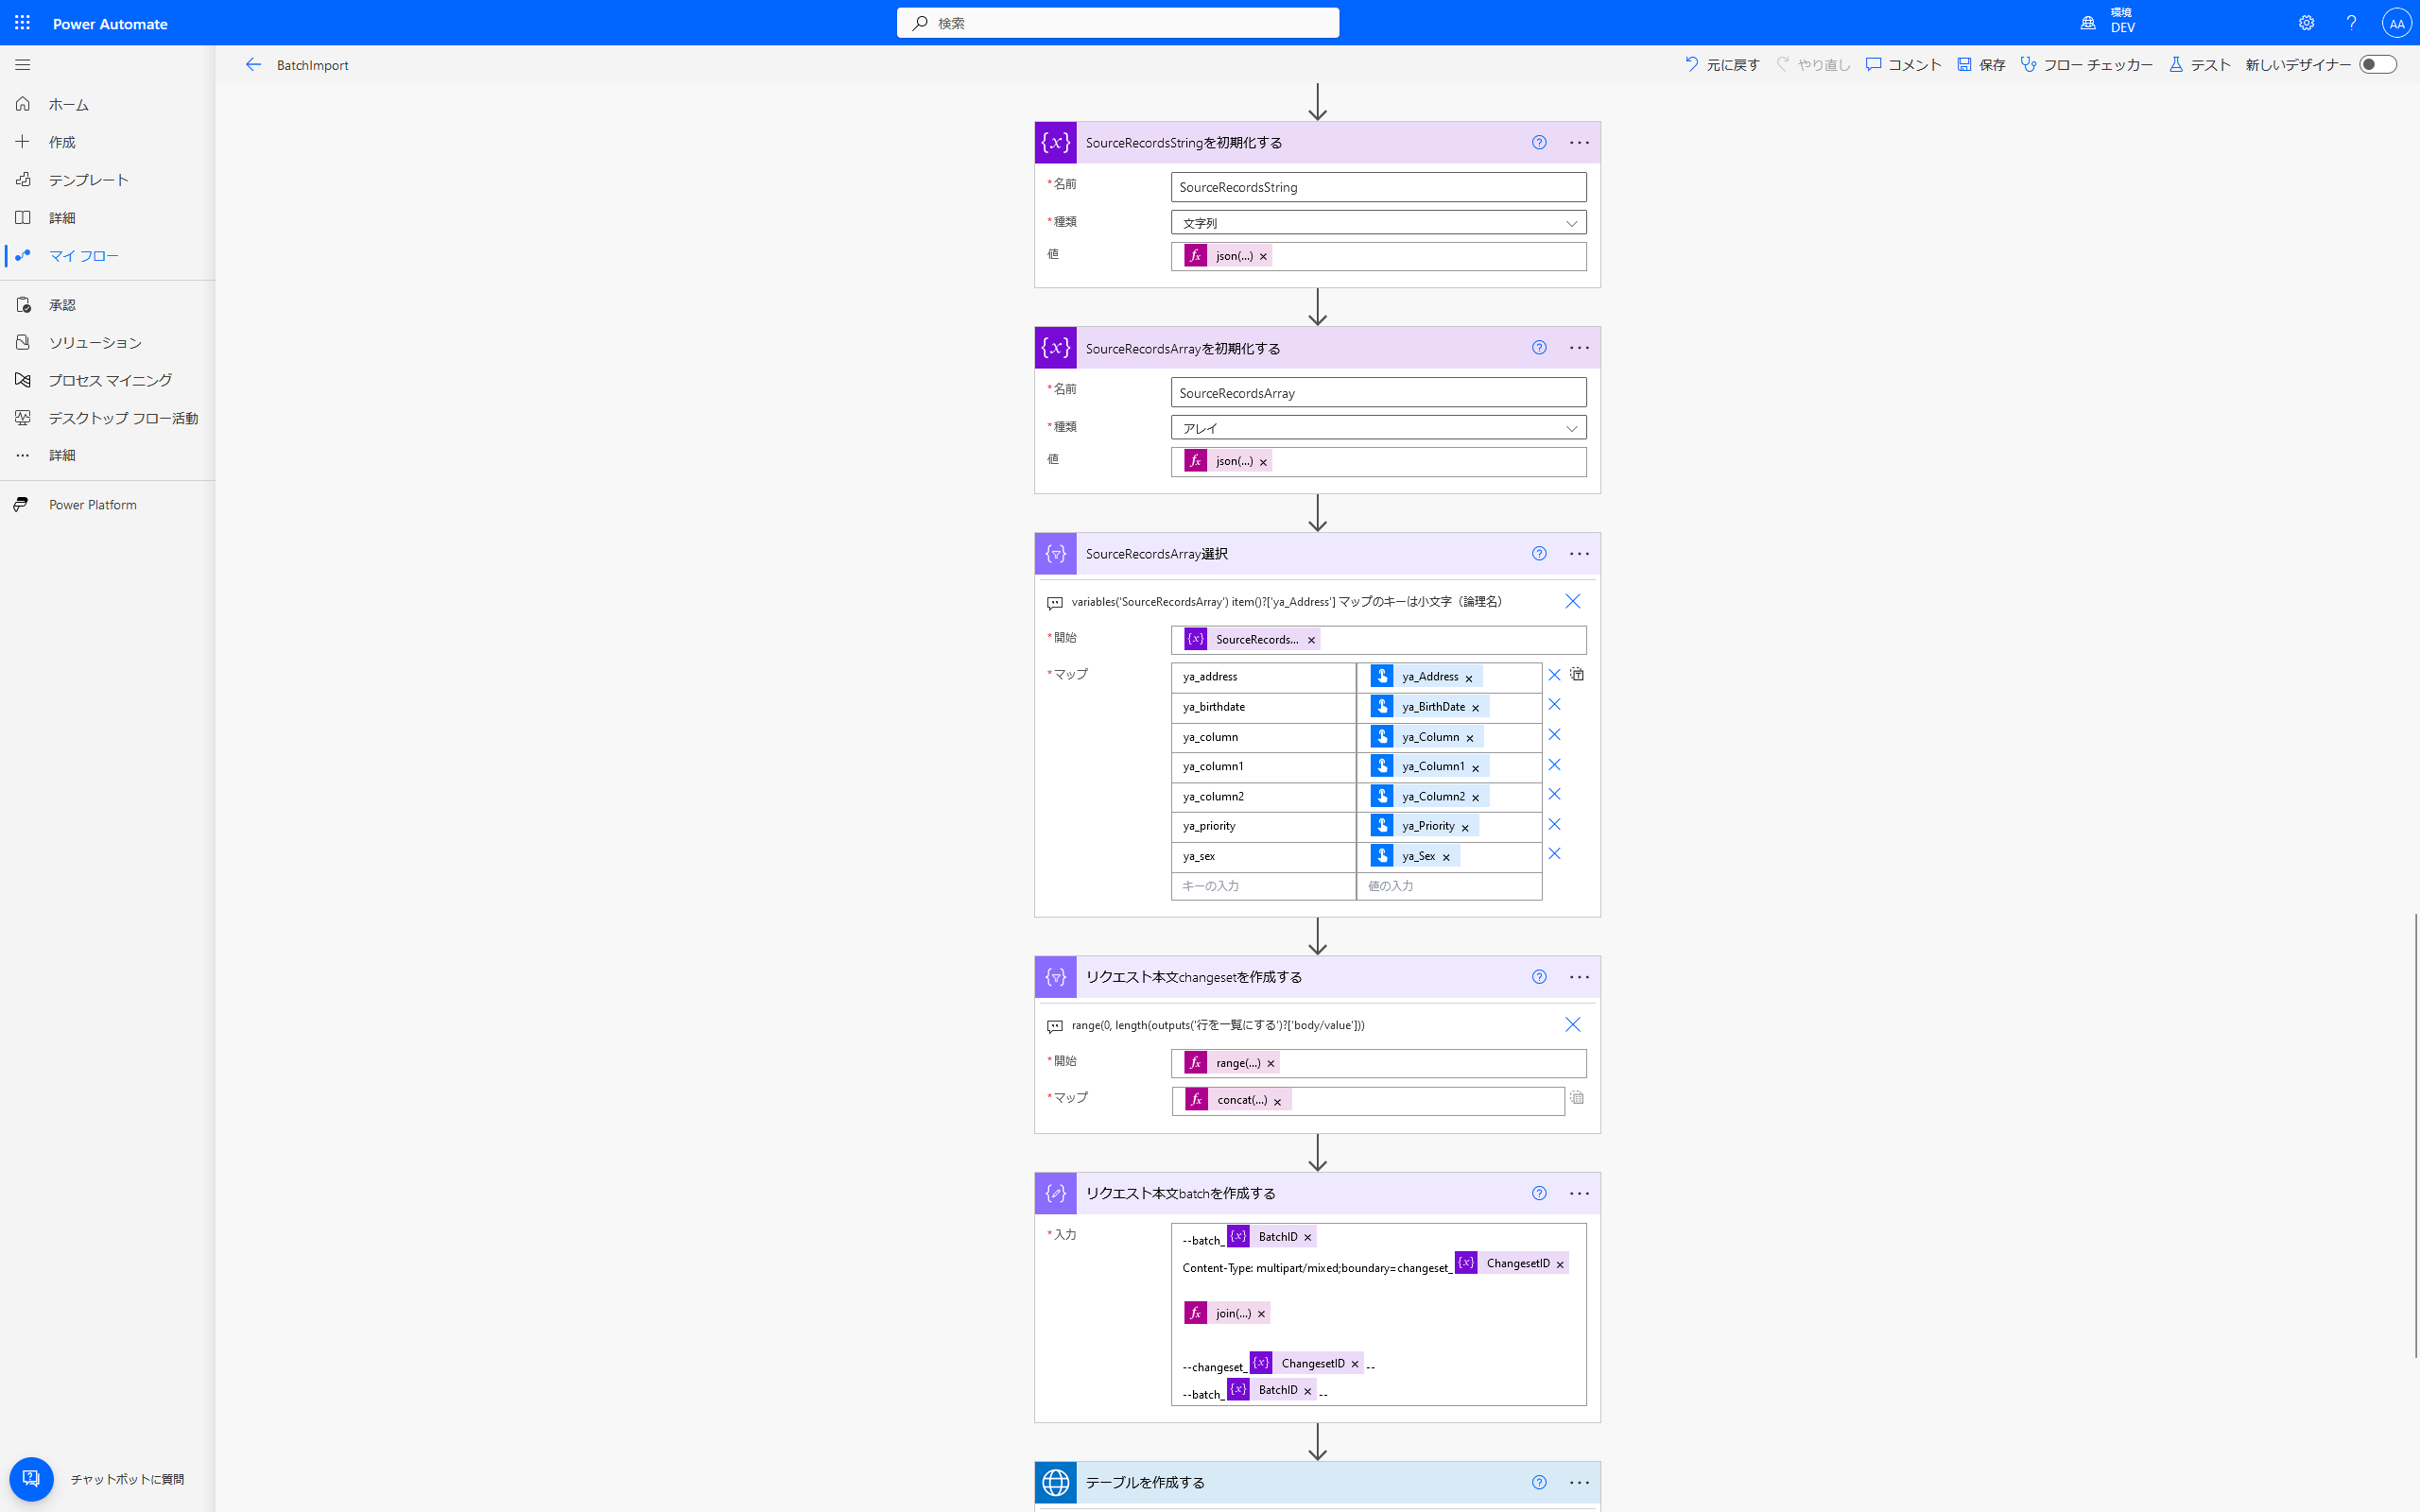 Power Automate
検索
環境
DEV
AA
BatchImport
元に戻す
やり直し
コメント
保存
フロー チェッカー
テスト
新しいデザイナー
ホーム
作成
テンプレート
詳細
マイ フロー
承認
ソリューション
プロセス マイニング
デスクトップ フロー活動
詳細
Power Platform
チャットボットに質問
SourceRecordsStringを初期化する
*名前
SourceRecordsString
*種類
文字列
値
json(...)
SourceRecordsArrayを初期化する
*名前
SourceRecordsArray
*種類
アレイ
値
json(...)
SourceRecordsArray選択
variables('SourceRecordsArray') item()?['ya_Address'] マップのキーは小文字（論理名）
*開始
SourceRecords...
*マップ
ya_address ya_Address
ya_birthdate ya_BirthDate
ya_column ya_Column
ya_column1 ya_Column1
ya_column2 ya_Column2
ya_priority ya_Priority
ya_sex ya_Sex
キーの入力 値の入力
リクエスト本文changesetを作成する
range(0, length(outputs('行を一覧にする')?['body/value']))
*開始
range(...)
*マップ
concat(...)
リクエスト本文batchを作成する
*入力
--batch_ BatchID
Content-Type: multipart/mixed;boundary=changeset_ ChangesetID
join(...)
--changeset_ ChangesetID --
--batch_ BatchID --
テーブルを作成する